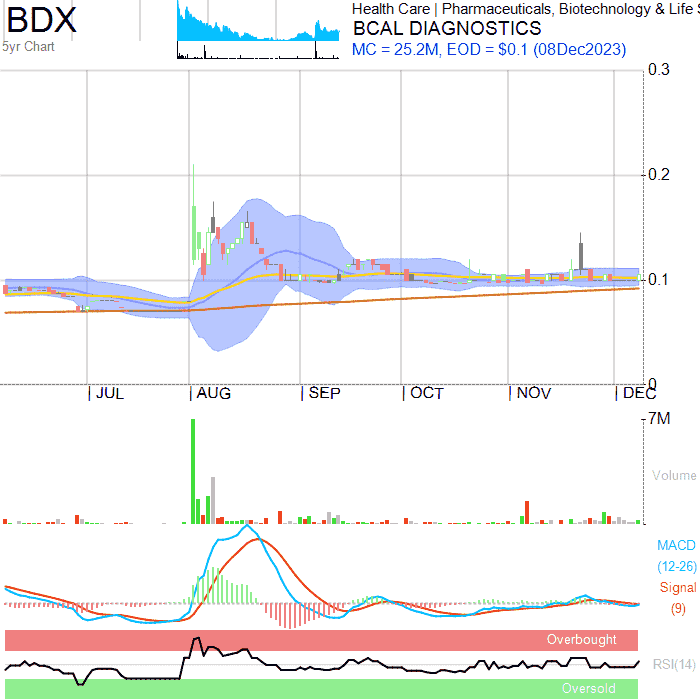 BDX
5yr Chart
Health Care | Pharmaceuticals, Biotechnology & Life S
BCAL DIAGNOSTICS
MC = 25.2M, EOD = $0.1 (08Dec2023)
0.3
0.2
0.1
0
JUL
AUG
SEP
OCT
NOV
DEC
7M
Volume
MACD
(12-26)
Signal
(9)
Overbought
RSI(14)
Oversold